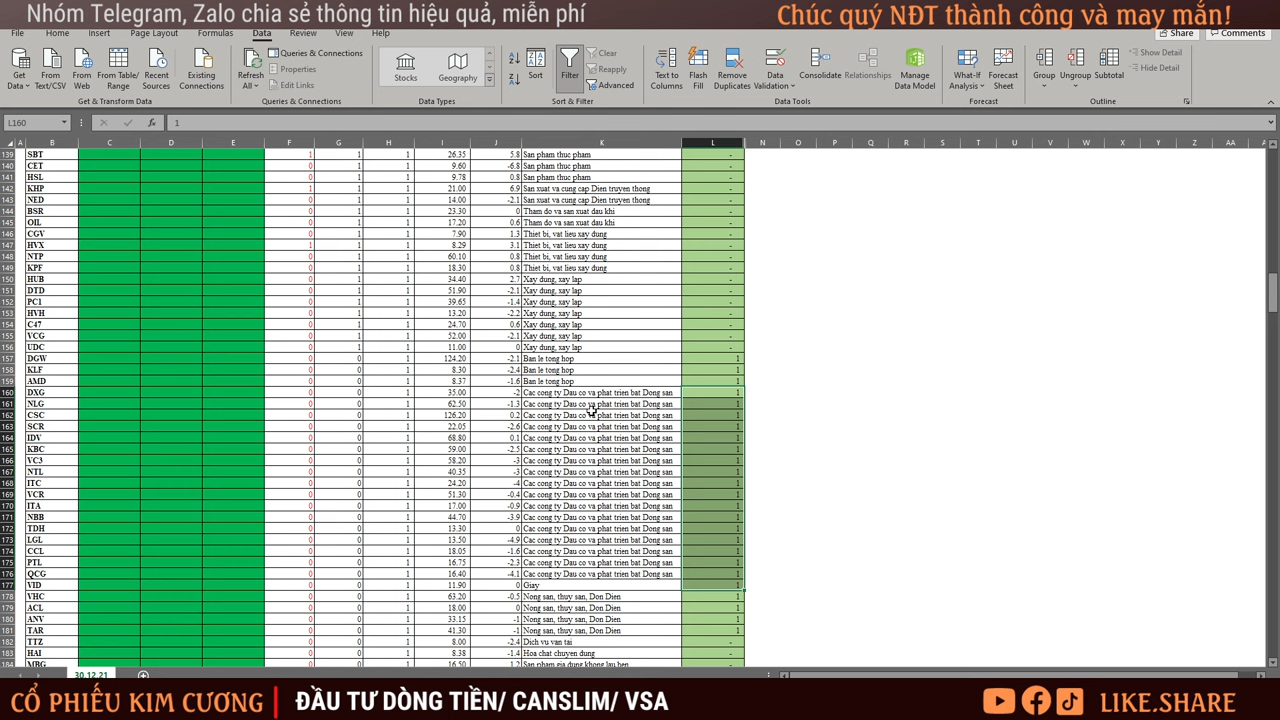 Nhóm Telegram, Zalo chia sẻ thông tin hiệu quả, miễn phí
Chúc quý NĐT thành công và may mắn!
File Home Insert Page Layout Formulas Data Review View Help Share Comments
Get Data From Text/CSV From Web From Table/ Range Recent Sources Existing Connections
Refresh All Queries & Connections Properties Edit Links
Stocks Geography
Sort Filter Clear Reapply Advanced
Text to Columns Flash Fill Remove Duplicates Data Validation Consolidate Relationships Manage Data Model
What-If Analysis Forecast Sheet Group Ungroup Subtotal Show Detail Hide Detail
Get & Transform Data Queries & Connections Data Types Sort & Filter Data Tools Forecast Outline
L160 fx 1
A B C D E F G H I J K L N O P Q R S T U V W X Y Z AA
139 SBT 1 1 1 26.35 5.8 San pham thuc pham -
140 CET 0 1 1 9.60 -6.8 San pham thuc pham -
141 HSL 0 1 1 9.78 0.8 San pham thuc pham -
142 KHP 1 1 1 21.00 6.9 San xuat va cung cap Dien truyen thong -
143 NED 0 1 1 14.00 -2.1 San xuat va cung cap Dien truyen thong -
144 BSR 0 1 1 23.30 0 Tham do va san xuat dau khi -
145 OIL 0 1 1 17.20 0.6 Tham do va san xuat dau khi -
146 CGV 0 1 1 7.90 1.3 Thiet bi, vat lieu xay dung -
147 HVX 1 1 1 8.29 3.1 Thiet bi, vat lieu xay dung -
148 NTP 0 1 1 60.10 0.8 Thiet bi, vat lieu xay dung -
149 KPF 0 1 1 18.30 0.8 Thiet bi, vat lieu xay dung -
150 HUB 0 1 1 34.40 2.7 Xay dung, xay lap -
151 DTD 0 1 1 51.90 -2.1 Xay dung, xay lap -
152 PC1 0 1 1 39.65 -1.4 Xay dung, xay lap -
153 HVH 0 1 1 13.20 -2.2 Xay dung, xay lap -
154 C47 0 1 1 24.70 0.6 Xay dung, xay lap -
155 VCG 0 1 1 52.00 -2.1 Xay dung, xay lap -
156 UDC 0 1 1 11.00 0 Xay dung, xay lap -
157 DGW 0 0 1 124.20 -2.1 Ban le tong hop 1
158 KLF 0 0 1 8.30 -2.4 Ban le tong hop 1
159 AMD 0 0 1 8.37 -1.6 Ban le tong hop 1
160 DXG 0 0 1 35.00 -2 Cac cong ty Dau co va phat trien bat Dong san 1
161 NLG 0 0 1 62.50 -1.3 Cac cong ty Dau co va phat trien bat Dong san 1
162 CSC 0 0 1 126.20 0.2 Cac cong ty Dau co va phat trien bat Dong san 1
163 SCR 0 0 1 22.05 -2.6 Cac cong ty Dau co va phat trien bat Dong san 1
164 IDV 0 0 1 68.80 0.1 Cac cong ty Dau co va phat trien bat Dong san 1
165 KBC 0 0 1 59.00 -2.5 Cac cong ty Dau co va phat trien bat Dong san 1
166 VC3 0 0 1 58.20 -3 Cac cong ty Dau co va phat trien bat Dong san 1
167 NTL 0 0 1 40.35 -3 Cac cong ty Dau co va phat trien bat Dong san 1
168 ITC 0 0 1 24.20 -4 Cac cong ty Dau co va phat trien bat Dong san 1
169 VCR 0 0 1 51.30 -0.4 Cac cong ty Dau co va phat trien bat Dong san 1
170 ITA 0 0 1 17.00 -0.9 Cac cong ty Dau co va phat trien bat Dong san 1
171 NBB 0 0 1 44.70 -3.9 Cac cong ty Dau co va phat trien bat Dong san 1
172 TDH 0 0 1 13.30 0 Cac cong ty Dau co va phat trien bat Dong san 1
173 LGL 0 0 1 13.50 -4.9 Cac cong ty Dau co va phat trien bat Dong san 1
174 CCL 0 0 1 18.05 -1.6 Cac cong ty Dau co va phat trien bat Dong san 1
175 PTL 0 0 1 16.75 -2.3 Cac cong ty Dau co va phat trien bat Dong san 1
176 QCG 0 0 1 16.40 -4.1 Cac cong ty Dau co va phat trien bat Dong san 1
177 VID 0 0 1 11.90 0 Giay 1
178 VHC 0 0 1 63.20 -0.5 Nong san, thuy san, Don Dien 1
179 ACL 0 0 1 18.00 0 Nong san, thuy san, Don Dien 1
180 ANV 0 0 1 33.15 -1 Nong san, thuy san, Don Dien 1
181 TAR 0 0 1 41.30 -1 Nong san, thuy san, Don Dien 1
182 TTZ 0 0 1 8.00 -2.4 Dich vu van tai -
183 HAI 0 0 1 8.38 -1.4 Hoa chat chuyen dung -
184 MBG 0 0 1 16.50 1.2 San pham gia dung khong lau ben -
30.12.21
CỔ PHIẾU KIM CƯƠNG ĐẦU TƯ DÒNG TIỀN/ CANSLIM/ VSA LIKE.SHARE